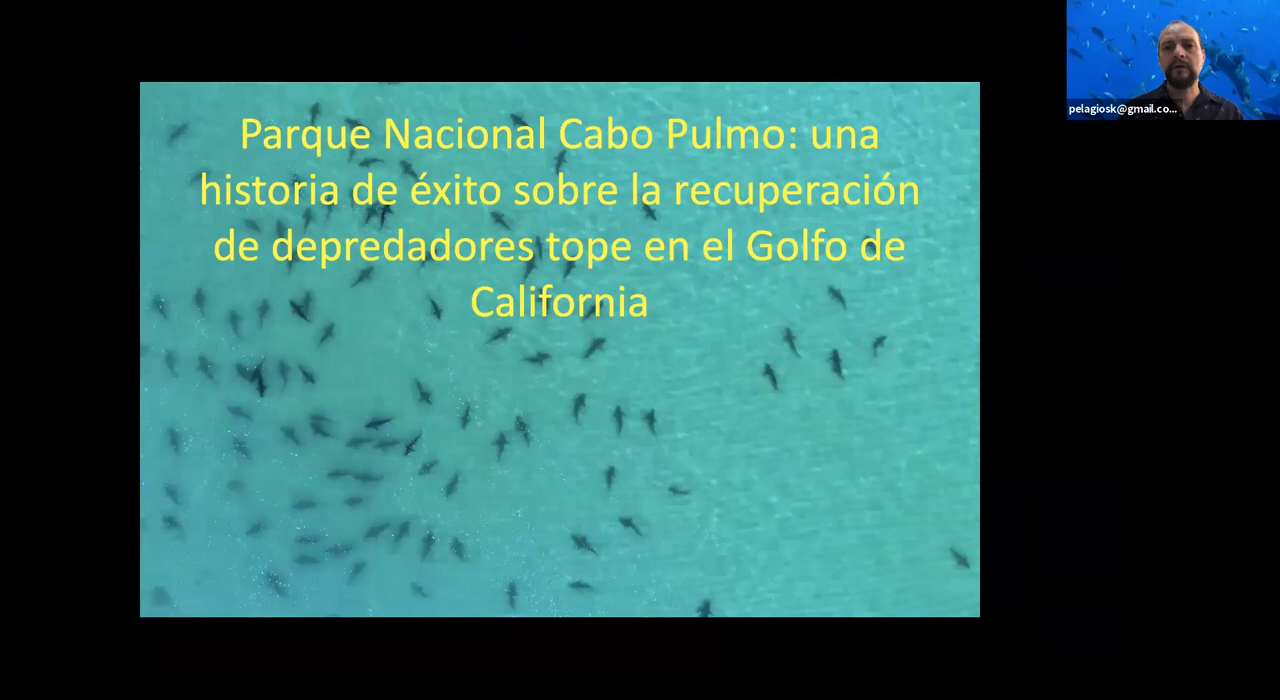 Parque Nacional Cabo Pulmo: una
historia de éxito sobre la recuperación
de depredadores tope en el Golfo de
California
pelagiosk@gmail.co...